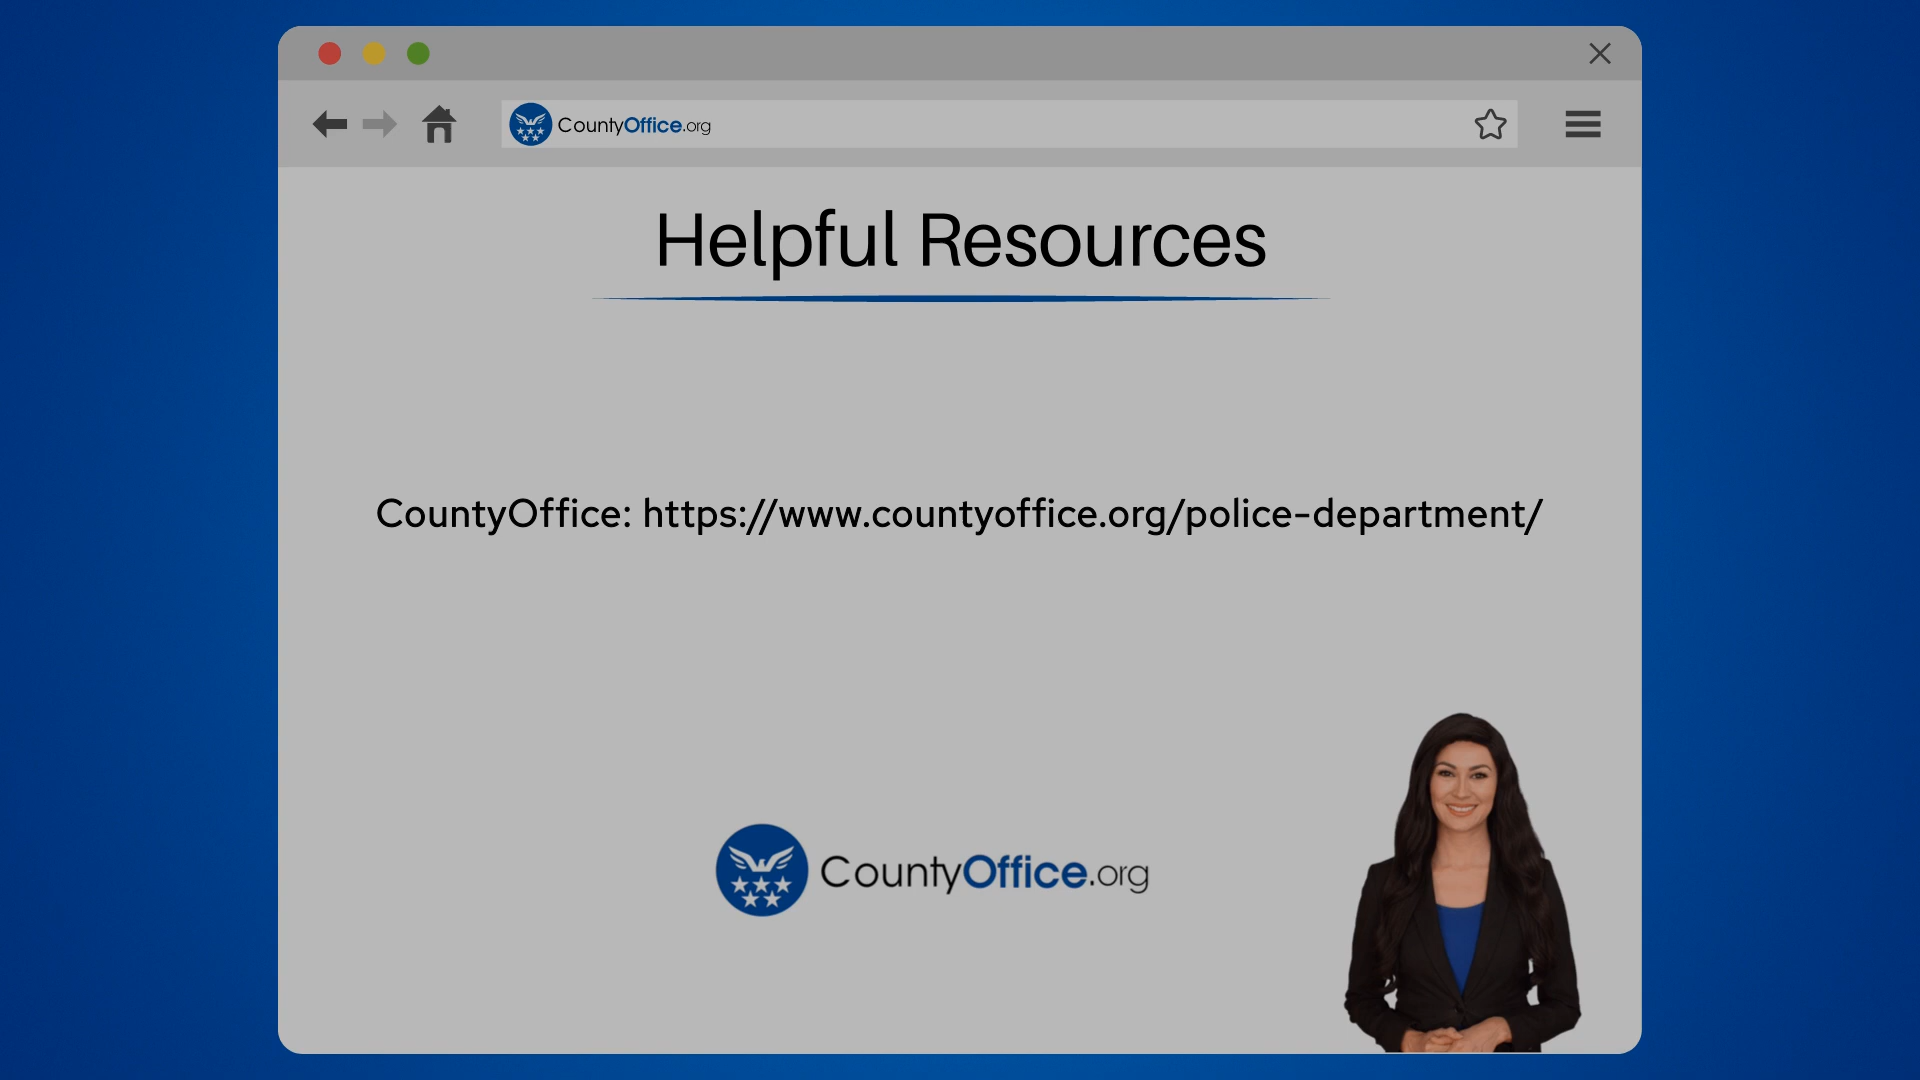 CountyOffice.org
Helpful Resources
CountyOffice: https://www.countyoffice.org/police-department/
CountyOffice.org